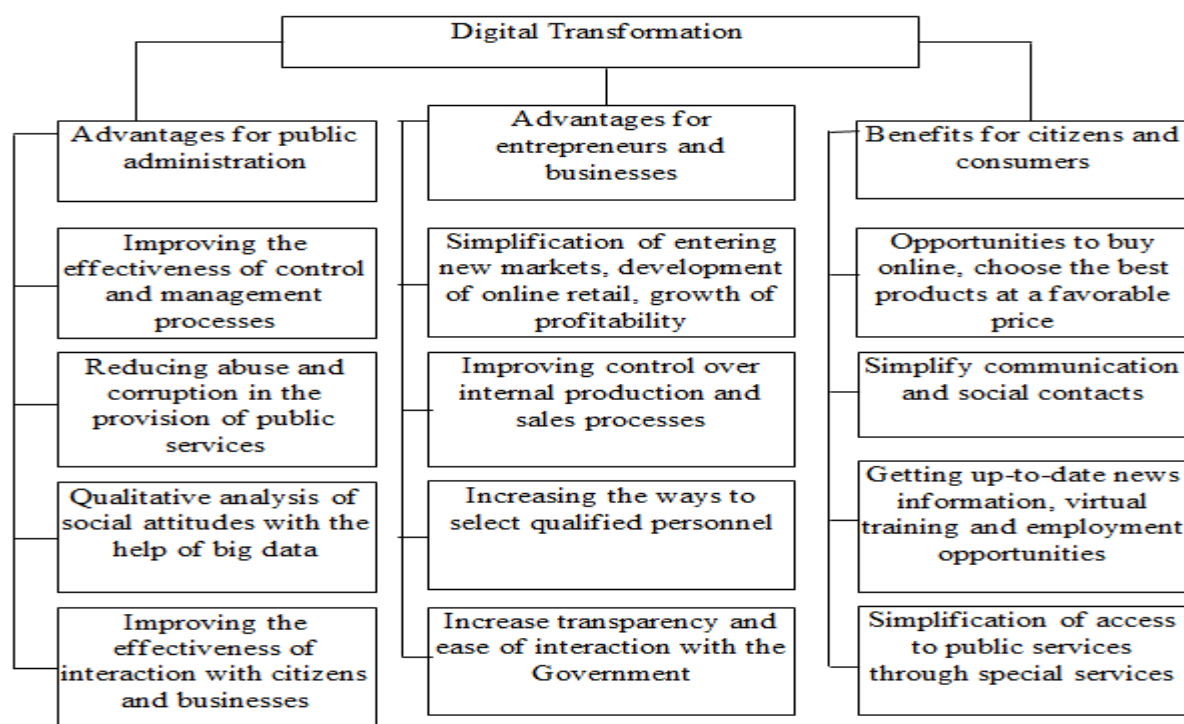 Digital Transformation
Advantages for public
administration
Improving the
effectiveness of control
and management
processes
Reducing abuse and
corruption in the
provision of public
services
Qualitative analysis of
social attitudes with the
help of big data
Improving the
effectiveness of
interaction with citizens
and businesses
Advantages for
entrepreneurs and
businesses
Simplification of entering
new markets, development
of online retail, growth of
profitability
Improving control over
internal production and
sales processes
Increasing the ways to
select qualified personnel
Increase transparency and
ease of interaction with the
Government
Benefits for citizens and
consumers
Opportunities to buy
online, choose the best
products at a favorable
price
Simplify communication
and social contacts
Getting up-to-date news
information, virtual
training and employment
opportunities
Simplification of access
to public services
through special services